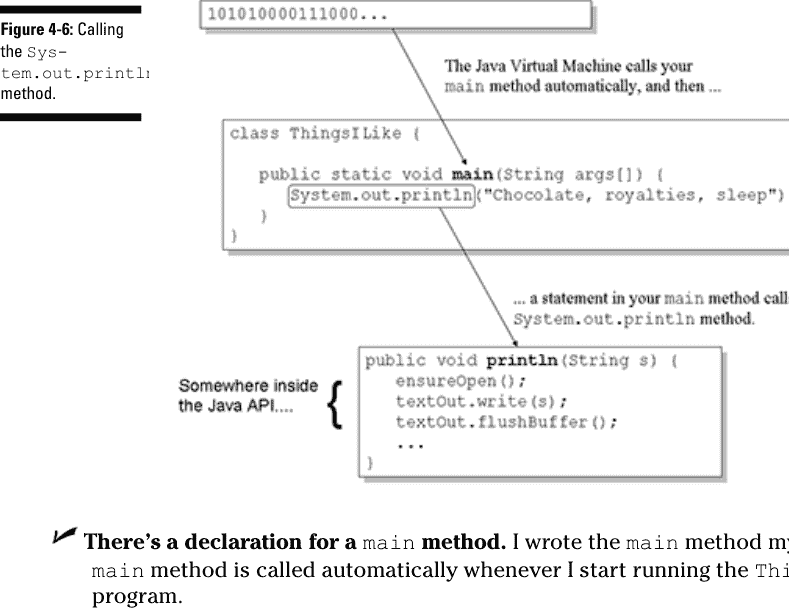 Figure 4-6: Calling
the Sys-
tem.out.println
method.
101010000111000...
The Java Virtual Machine calls your
main method automatically, and then ...
class ThingsILike {
public static void main(String args[]) {
System.out.println("Chocolate, royalties, sleep")
}
}
... a statement in your main method call
System.out.println method.
Somewhere inside
the Java API....
{
public void println(String s) {
ensureOpen();
textOut.write(s);
textOut.flushBuffer();
...
}
✓ There's a declaration for a main method. I wrote the main method my
main method is called automatically whenever I start running the Thi
program.